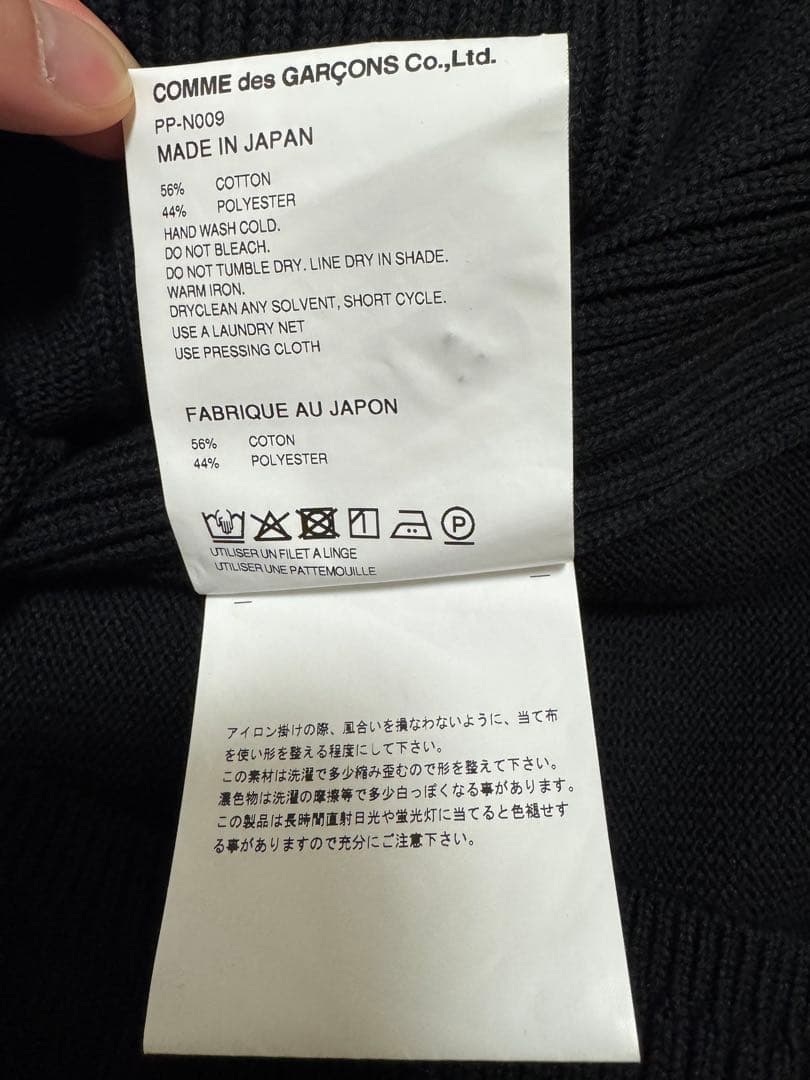 COMME des GARÇONS Co.,Ltd.
PP-N009
MADE IN JAPAN
56% COTTON
44% POLYESTER
HAND WASH COLD.
DO NOT BLEACH.
DO NOT TUMBLE DRY. LINE DRY IN SHADE.
WARM IRON.
DRYCLEAN ANY SOLVENT, SHORT CYCLE.
USE A LAUNDRY NET
USE PRESSING CLOTH
FABRIQUE AU JAPON
56% COTON
44% POLYESTER
P
UTILISER UN FILET A LINGE
UTILISER UNE PATTEMOUILLE
アイロン掛けの際、風合いを損なわないように、当て布
を使い形を整える程度にして下さい。
この素材は洗濯で多少縮み歪むので形を整えて下さい。
濃色物は洗濯の摩擦等で多少白っぽくなる事があります。
この製品は長時間直射日光や蛍光灯に当てると色褪せす
る事がありますので充分にご注意下さい。